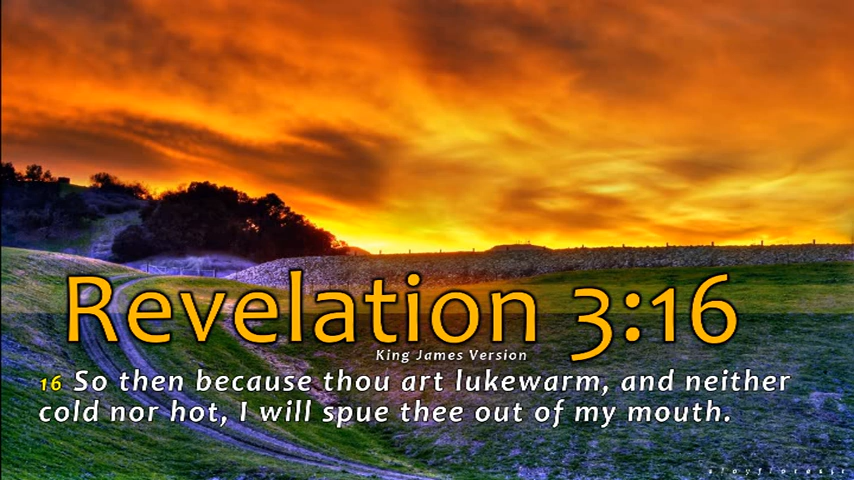 Revelation 3:16
King James Version
16 So then because thou art lukewarm, and neither
cold nor hot, I will spue thee out of my mouth.